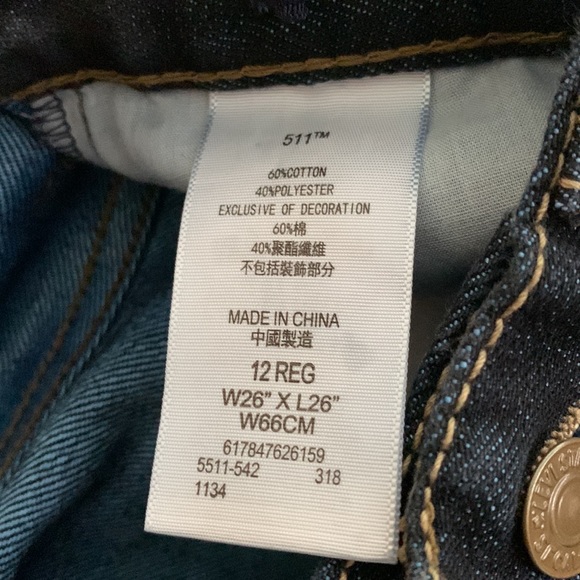 511™
60%COTTON
40%POLYESTER
EXCLUSIVE OF DECORATION
60%棉
40%聚酯纖維
不包括裝飾部分
MADE IN CHINA
中國製造
12 REG
W26" X L26"
W66CM
617847626159
5511-542 318
1134